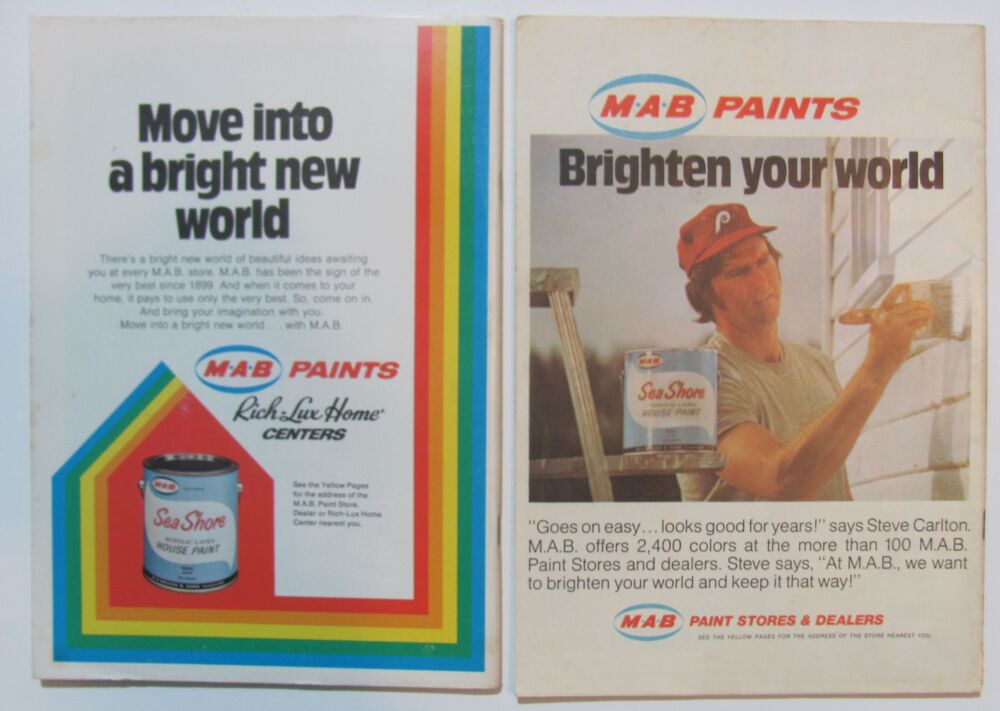 Move into
a bright new
world
There's a bright new world of beautiful ideas awaiting
you at every M.A.B. store. M.A.B. has been the sign of the
very best since 1899. And when it comes to your
home, it pays to use only the very best. So, come on in.
And bring your imagination with you.
Move into a bright new world . . . with M.A.B.
M·A·B PAINTS
Rich-Lux Home®
CENTERS
See the Yellow Pages
for the address of the
M.A.B. Paint Store,
Dealer or Rich-Lux Home
Center nearest you.
M·A·B
Sea Shore
ACRYLIC LATEX
HOUSE PAINT
M·A·B PAINTS
Brighten your world
P
M·A·B
Sea Shore
ACRYLIC LATEX
HOUSE PAINT
"Goes on easy... looks good for years!" says Steve Carlton.
M.A.B. offers 2,400 colors at the more than 100 M.A.B.
Paint Stores and dealers. Steve says, "At M.A.B., we want
to brighten your world and keep it that way!"
M·A·B PAINT STORES & DEALERS
SEE THE YELLOW PAGES FOR THE ADDRESS OF THE STORE NEAREST YOU.